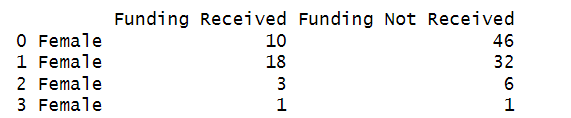 Funding Received Funding Not Received
0 Female 10 46
1 Female 18 32
2 Female 3 6
3 Female 1 1